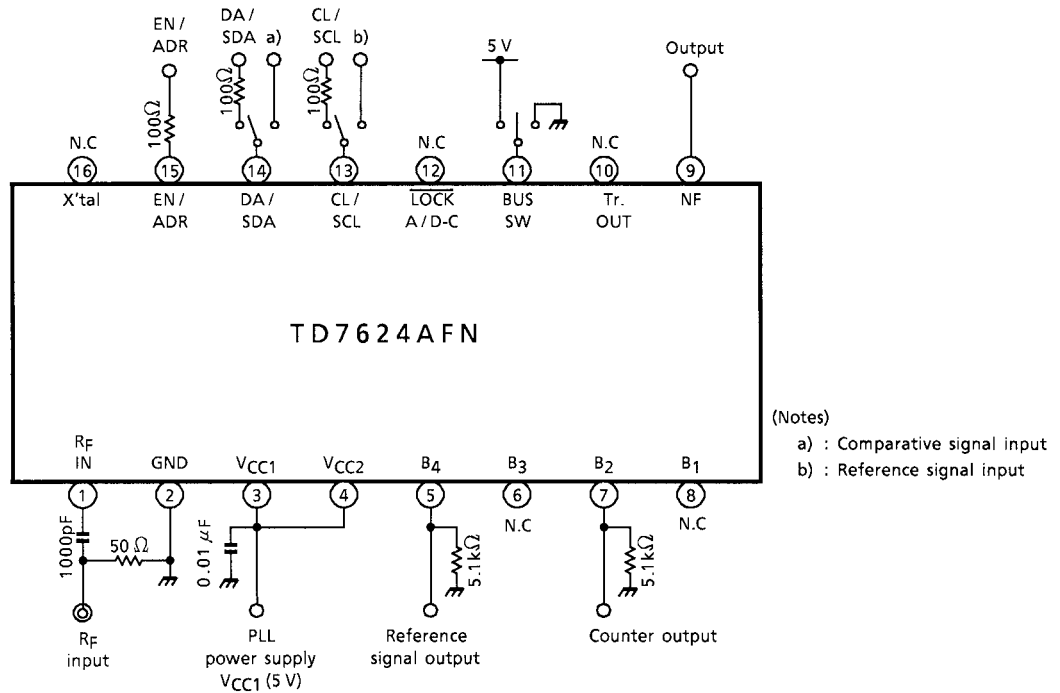 EN / ADR
DA / SDA a)
CL / SCL b)
5 V
Output
100Ω
100Ω
100Ω
N.C
N.C
N.C
16
15
14
13
12
11
10
9
X'tal
EN / ADR
DA / SDA
CL / SCL
LOCK A / D-C
BUS SW
Tr. OUT
NF
TD7624AFN
(Notes)
a) : Comparative signal input
b) : Reference signal input
RF IN
GND
VCC1
VCC2
B4
B3
B2
B1
1
2
3
4
5
6
7
8
N.C
N.C
1000pF
50 Ω
0.01 μF
5.1kΩ
5.1kΩ
RF input
PLL power supply VCC1 (5 V)
Reference signal output
Counter output